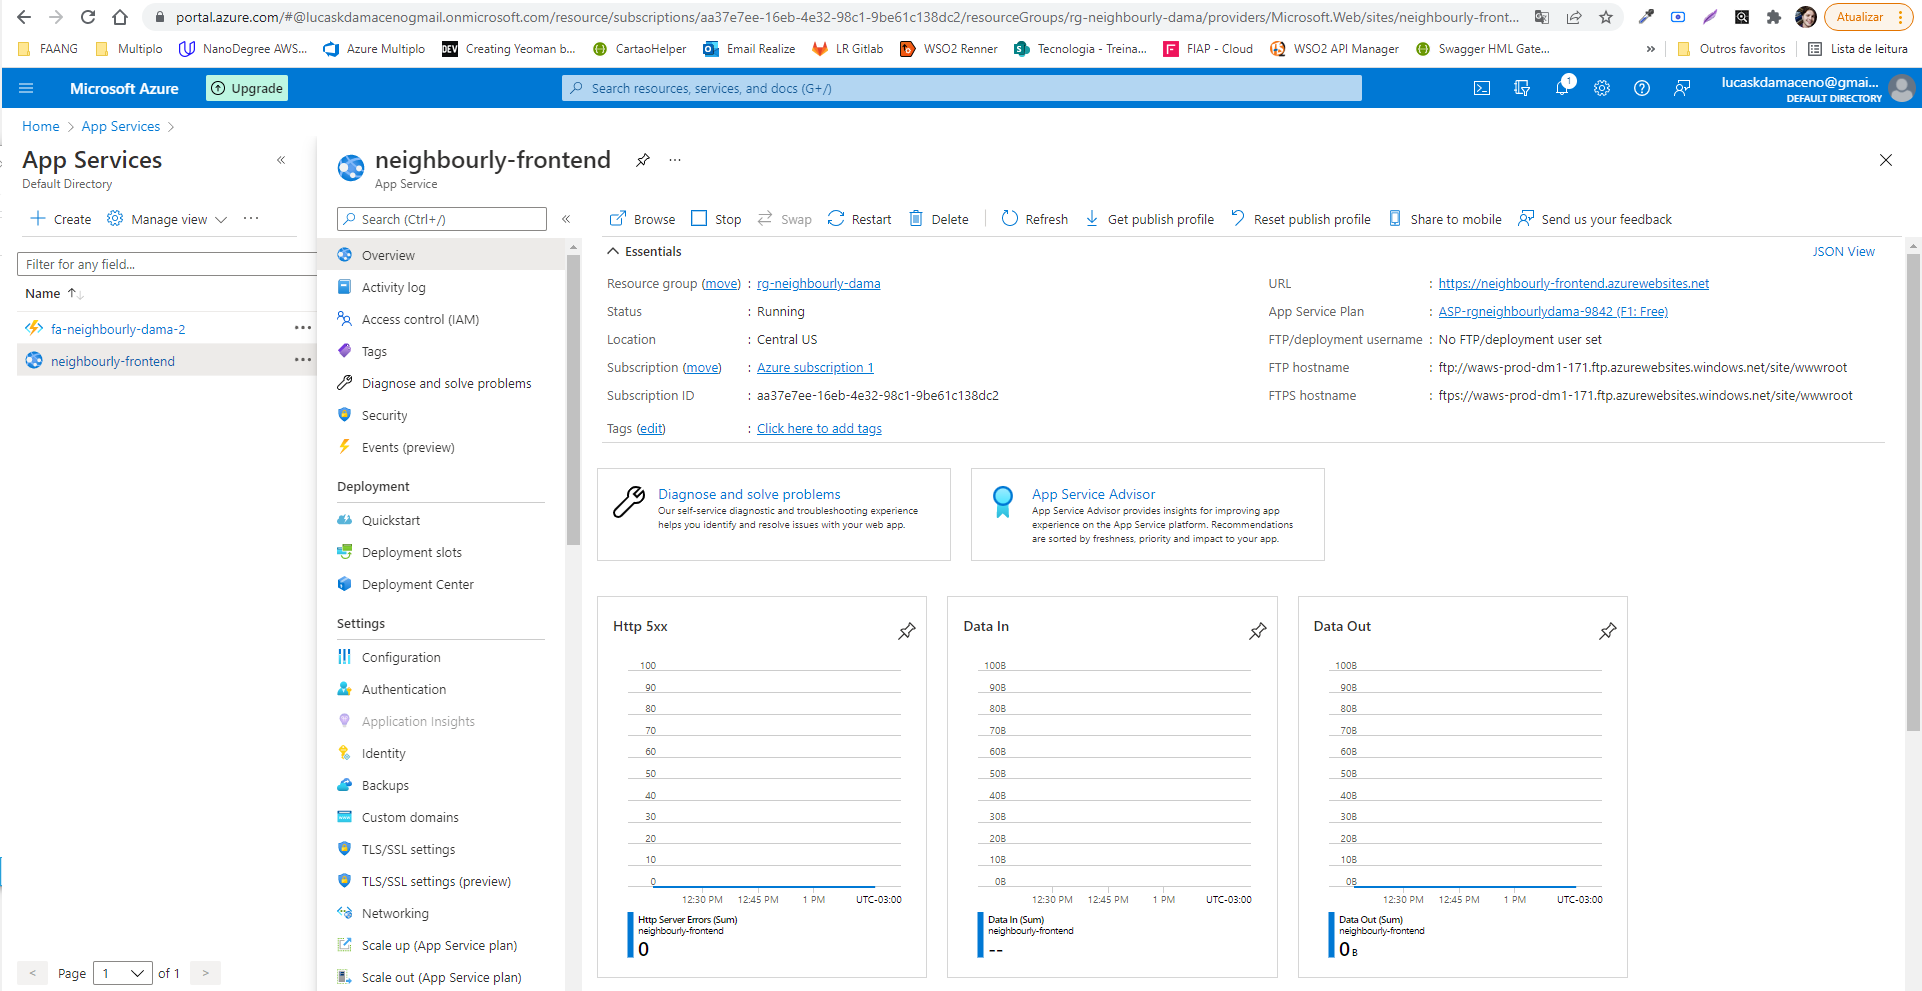 portal.azure.com/#@lucaskdamacenogmail.onmicrosoft.com/resource/subscriptions/aa37e7ee-16eb-4e32-98c1-9be61c138dc2/resourceGroups/rg-neighbourly-dama/providers/Microsoft.Web/sites/neighbourly-front...
Atualizar
FAANG
Multiplo
NanoDegree AWS...
Azure Multiplo
DEV Creating Yeoman b...
CartaoHelper
Email Realize
LR Gitlab
WSO2 Renner
Tecnologia - Treina...
FIAP - Cloud
WSO2 API Manager
Swagger HML Gate...
»
Outros favoritos
Lista de leitura
Microsoft Azure
Upgrade
Search resources, services, and docs (G+/)
1
lucaskdamaceno@gmai...
DEFAULT DIRECTORY
Home > App Services >
App Services
«
Default Directory
Create
Manage view
...
Filter for any field...
Name
fa-neighbourly-dama-2
neighbourly-frontend
< Page 1 of 1 >
neighbourly-frontend
...
App Service
Search (Ctrl+/)
«
Overview
Activity log
Access control (IAM)
Tags
Diagnose and solve problems
Security
Events (preview)
Deployment
Quickstart
Deployment slots
Deployment Center
Settings
Configuration
Authentication
Application Insights
Identity
Backups
Custom domains
TLS/SSL settings
TLS/SSL settings (preview)
Networking
Scale up (App Service plan)
Scale out (App Service plan)
Browse
Stop
Swap
Restart
Delete
Refresh
Get publish profile
Reset publish profile
Share to mobile
Send us your feedback
Essentials
JSON View
Resource group (move) : rg-neighbourly-dama
Status : Running
Location : Central US
Subscription (move) : Azure subscription 1
Subscription ID : aa37e7ee-16eb-4e32-98c1-9be61c138dc2
Tags (edit) : Click here to add tags
URL : https://neighbourly-frontend.azurewebsites.net
App Service Plan : ASP-rgneighbourlydama-9842 (F1: Free)
FTP/deployment username : No FTP/deployment user set
FTP hostname : ftp://waws-prod-dm1-171.ftp.azurewebsites.windows.net/site/wwwroot
FTPS hostname : ftps://waws-prod-dm1-171.ftp.azurewebsites.windows.net/site/wwwroot
Diagnose and solve problems
Our self-service diagnostic and troubleshooting experience
helps you identify and resolve issues with your web app.
App Service Advisor
App Service Advisor provides insights for improving app
experience on the App Service platform. Recommendations
are sorted by freshness, priority and impact to your app.
Http 5xx
100
90
80
70
60
50
40
30
20
10
0
12:30 PM 12:45 PM 1 PM UTC-03:00
Http Server Errors (Sum)
neighbourly-frontend
0
Data In
100B
90B
80B
70B
60B
50B
40B
30B
20B
10B
0B
12:30 PM 12:45 PM 1 PM UTC-03:00
Data In (Sum)
neighbourly-frontend
--
Data Out
100B
90B
80B
70B
60B
50B
40B
30B
20B
10B
0B
12:30 PM 12:45 PM 1 PM UTC-03:00
Data Out (Sum)
neighbourly-frontend
0 B